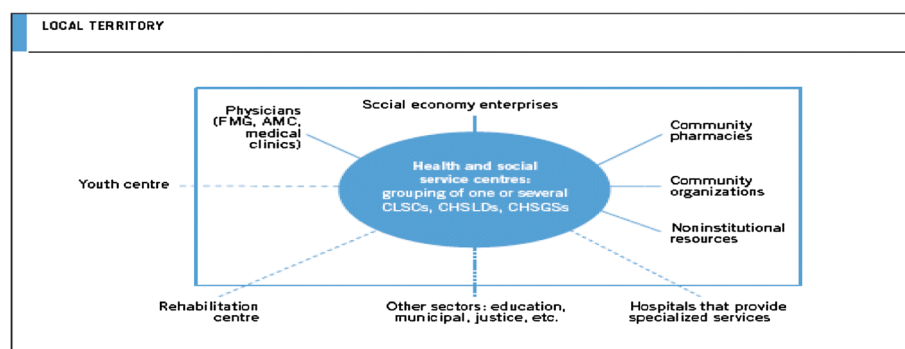 LOCAL TERRITORY
Social economy enterprises
Physicians
(FMG, AMC,
medical
clinics)
Community
pharmacies
Health and social
service centres:
grouping of one or several
CLSCs, CHSLDs, CHSGSs
Youth centre
Community
organizations
Noninstitutional
resources
Rehabilitation
centre
Other sectors: education,
municipal, justice, etc.
Hospitals that provide
specialized services